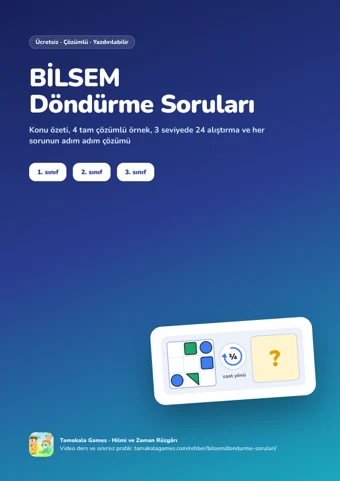 Ücretsiz · Çözümlü · Yazdırılabilir
BİLSEM
Döndürme Soruları
Konu özeti, 4 tam çözümlü örnek, 3 seviyede 24 alıştırma ve her
sorunun adım adım çözümü
1. sınıf
2. sınıf
3. sınıf
¼
?
saat yönü
Tamakala Games · Hilmi ve Zaman Rüzgârı
Video ders ve sınırsız pratik: tamakalagames.com/rehber/bilsem/dondurme-sorulari/